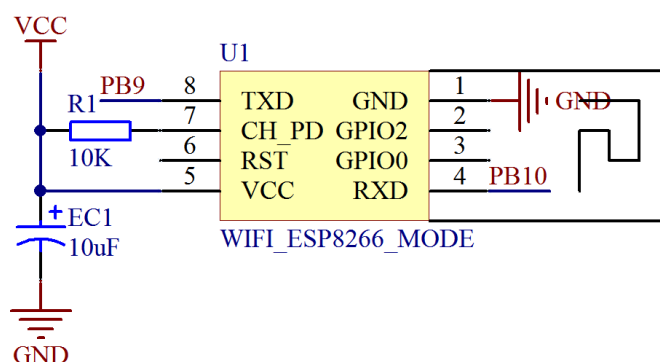 VCC
U1
PB9
8
TXD
GND
1
GND
R1
7
CH_PD
GPIO2
2
10K
6
RST
GPIO0
3
5
VCC
RXD
4
PB10
EC1
10uF
WIFI_ESP8266_MODE
GND